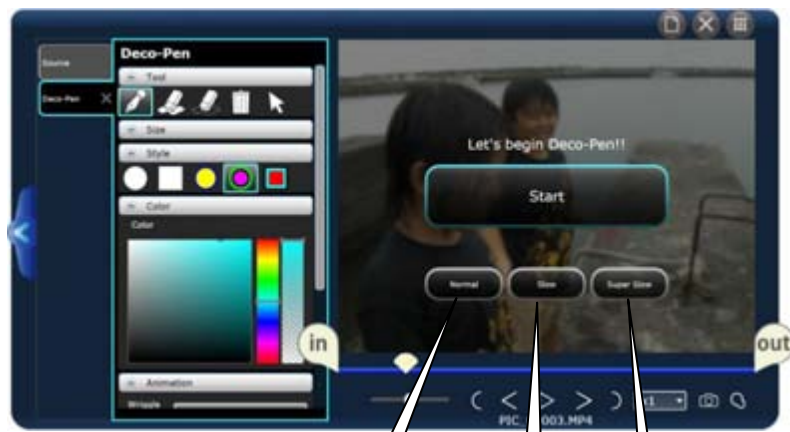 Source
Deco-Pen
Deco-Pen
Tool
Size
Style
Color
Color
Animation
Wriggle
Let's begin Deco-Pen!!
Start
Normal
Slow
Super Slow
in
out
x1